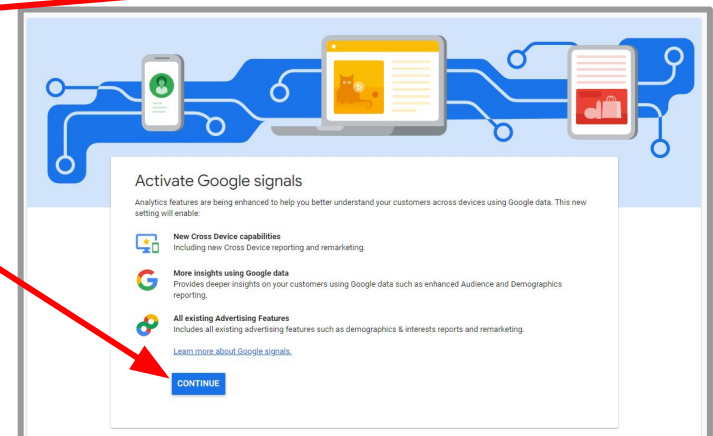 Activate Google signals
Analytics features are being enhanced to help you better understand your customers across devices using Google data. This new
setting will enable:
New Cross Device capabilities
Including new Cross Device reporting and remarketing.
More insights using Google data
Provides deeper insights on your customers using Google data such as enhanced Audience and Demographics
reporting.
All existing Advertising Features
Includes all existing advertising features such as demographics & interests reports and remarketing.
Learn more about Google signals.
CONTINUE